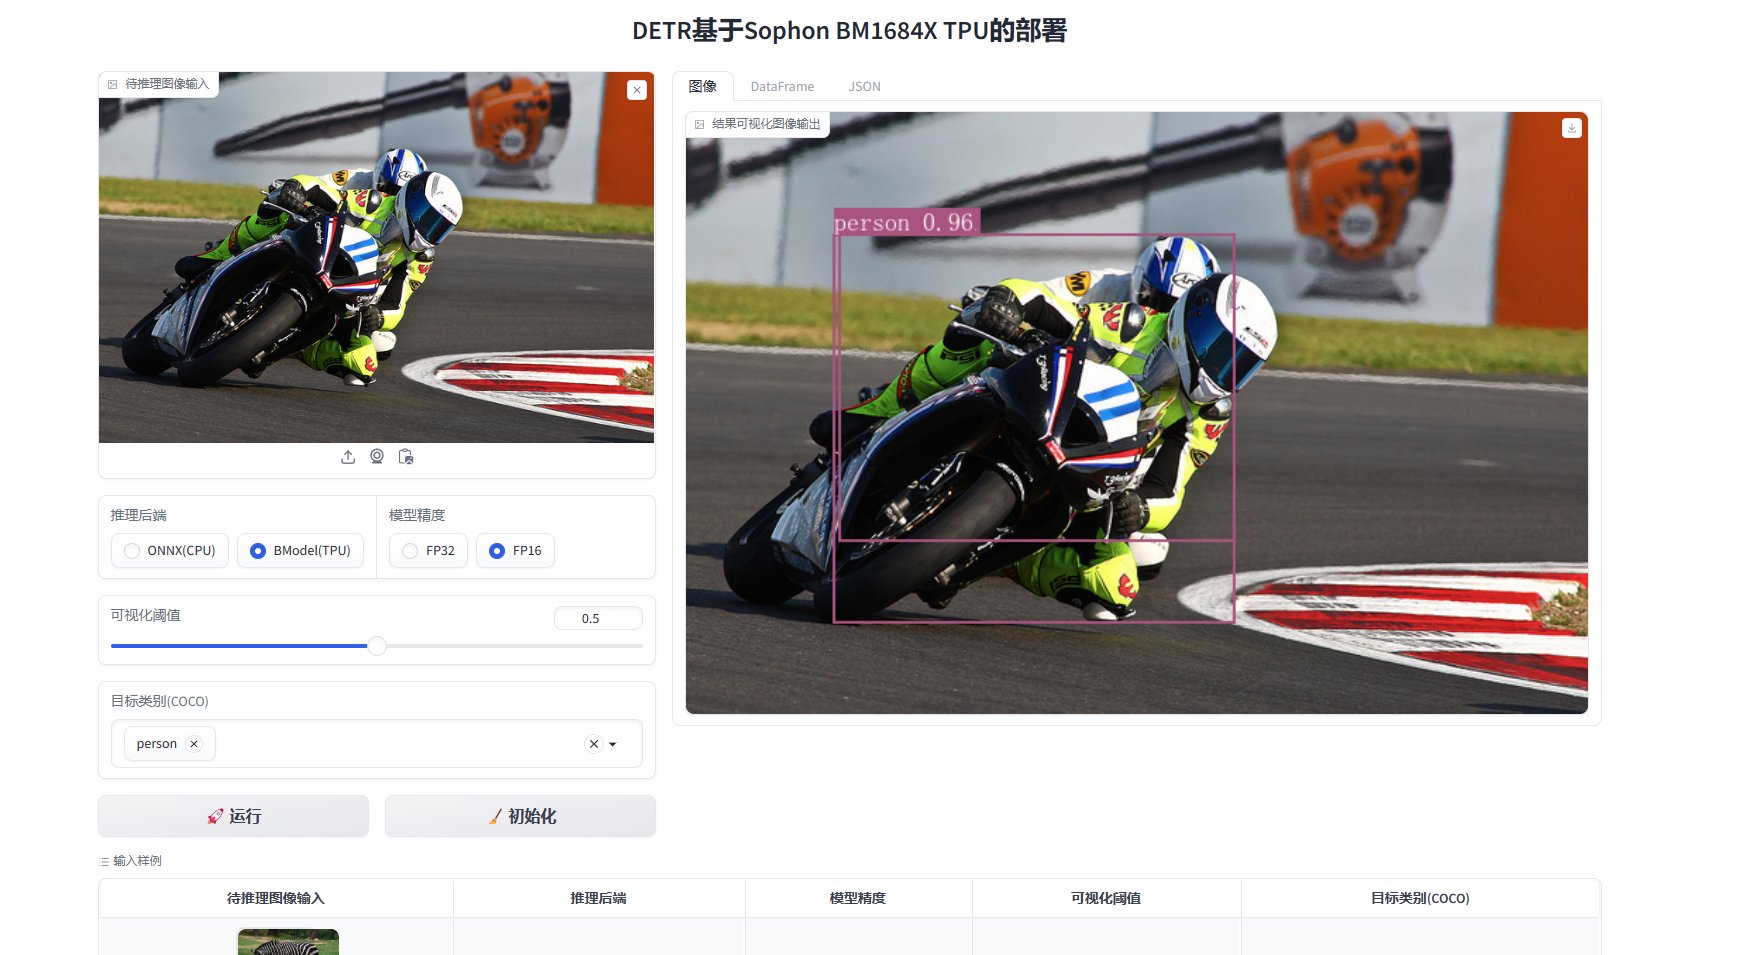 DETR基于Sophon BM1684X TPU的部署
待推理图像输入
图像
DataFrame
JSON
结果可视化图像输出
person 0.96
推理后端
ONNX(CPU)
BModel(TPU)
模型精度
FP32
FP16
可视化阈值
0.5
目标类别(COCO)
person
🚀 运行
🖌️ 初始化
输入样例
待推理图像输入
推理后端
模型精度
可视化阈值
目标类别(COCO)